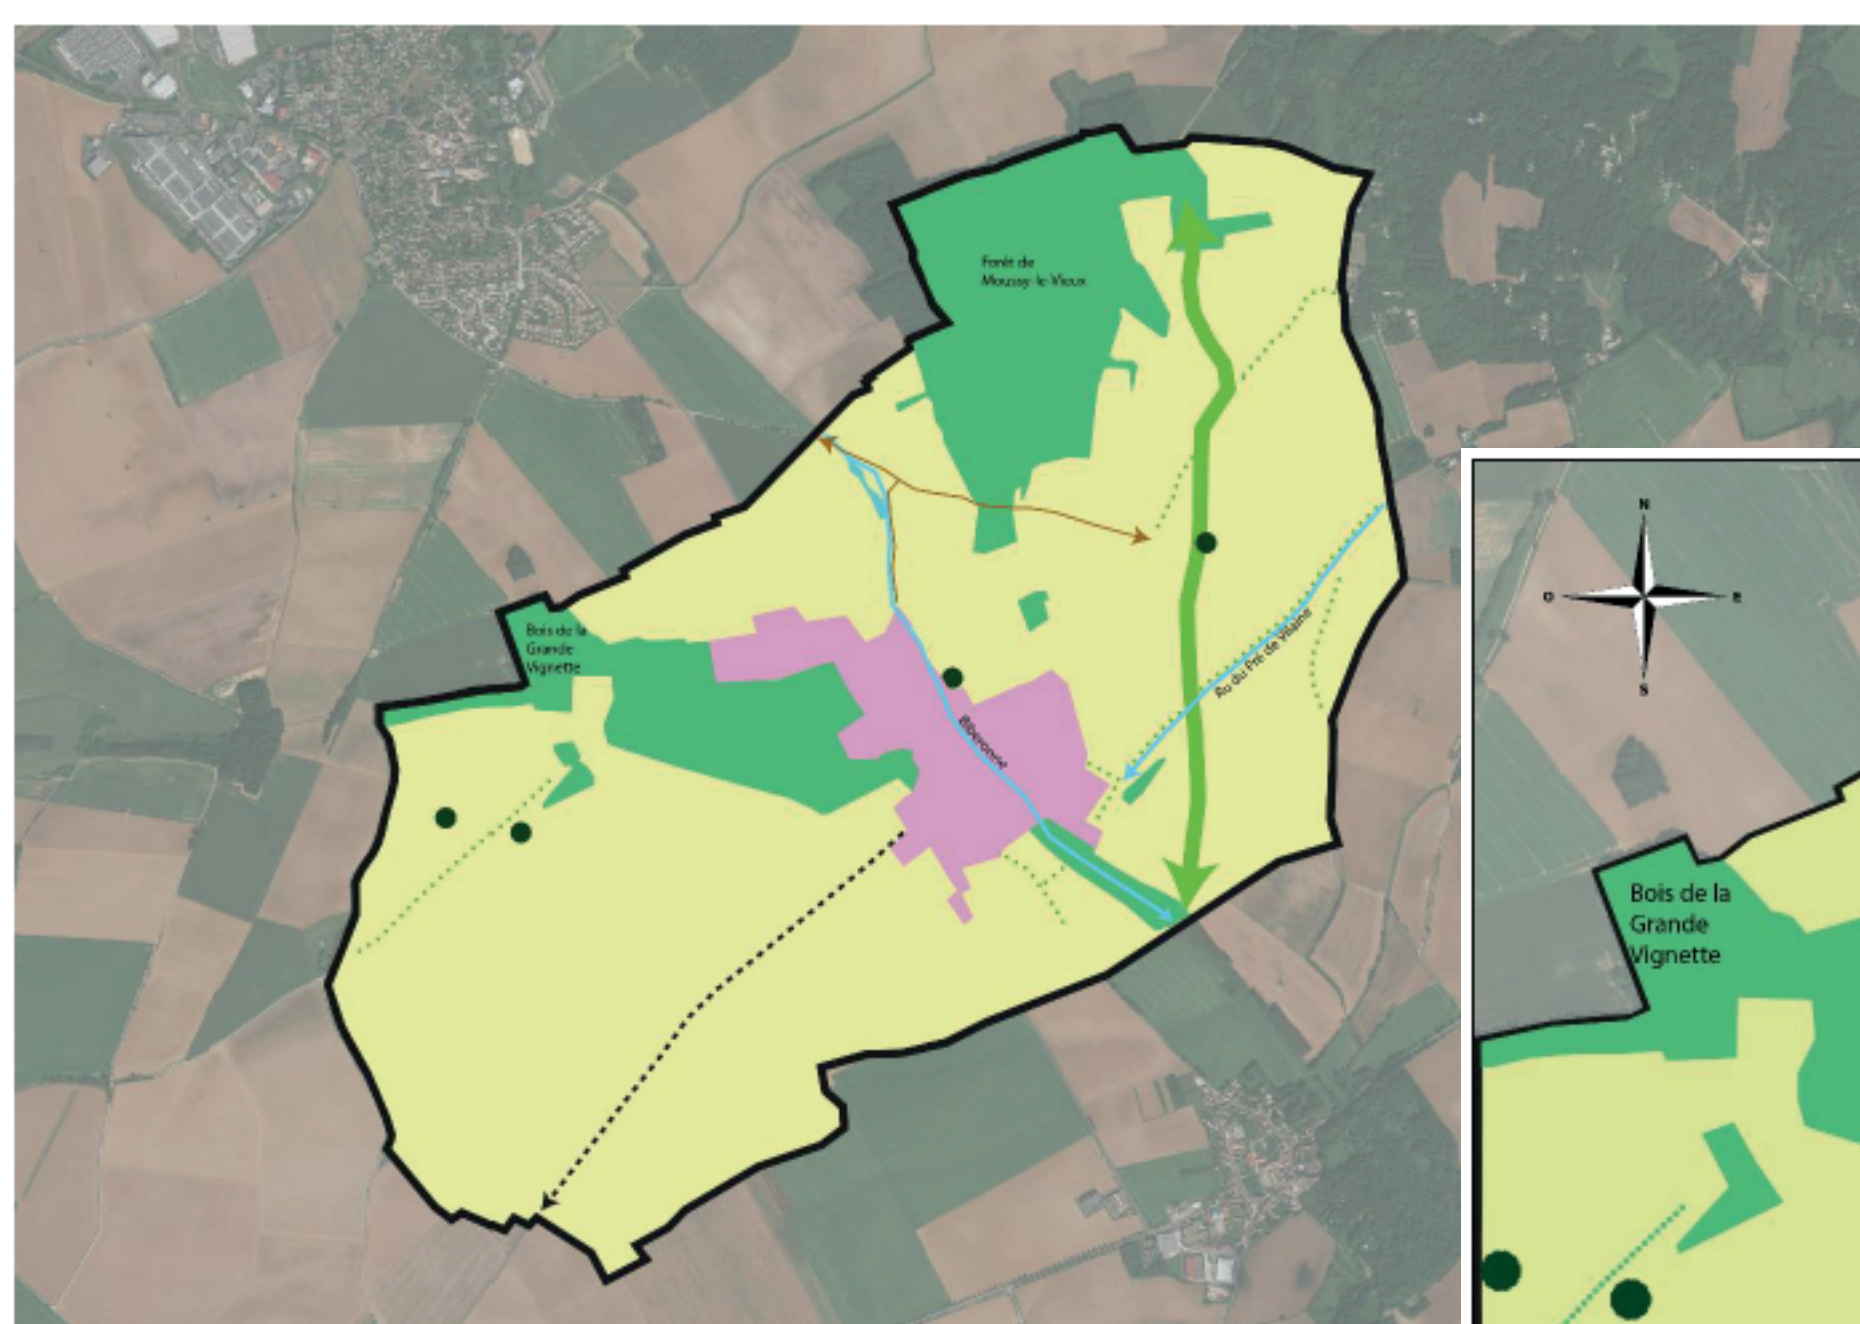 Forêt de
Moussy-le-Vieux
Bois de la
Grande
Vignette
Biberonne
Ru du Pré de Vilaine
N
O
E
S
Bois de la
Grande
Vignette